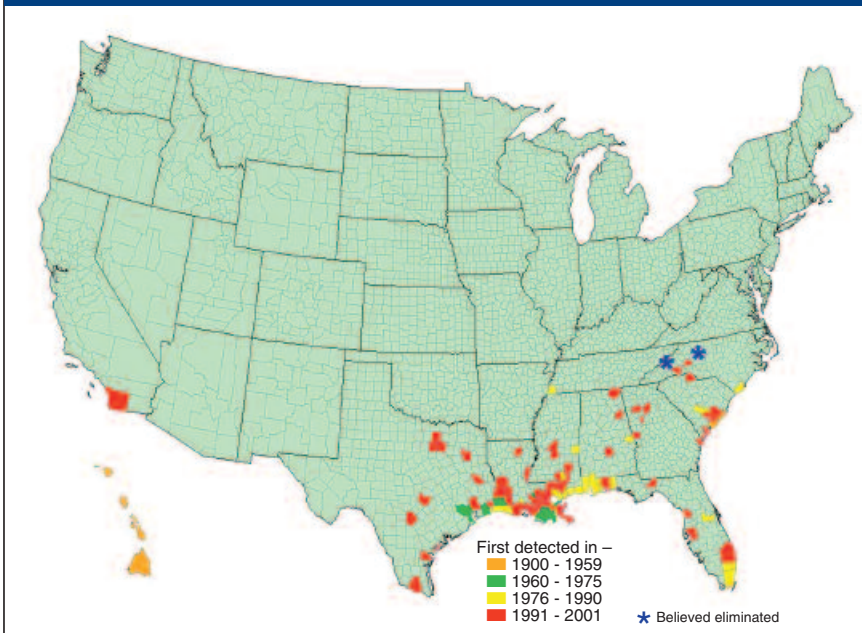 First detected in –
1900 - 1959
1960 - 1975
1976 - 1990
1991 - 2001
* Believed eliminated